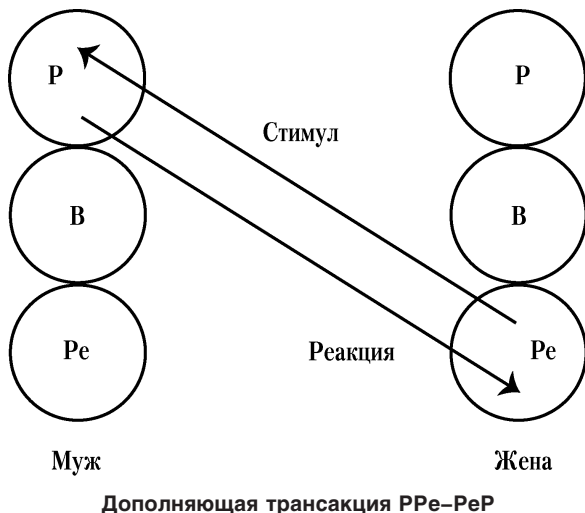 Р
Р
Стимул
В
В
Ре
Реакция
Ре
Муж
Жена
Дополняющая трансакция РРе–РеР